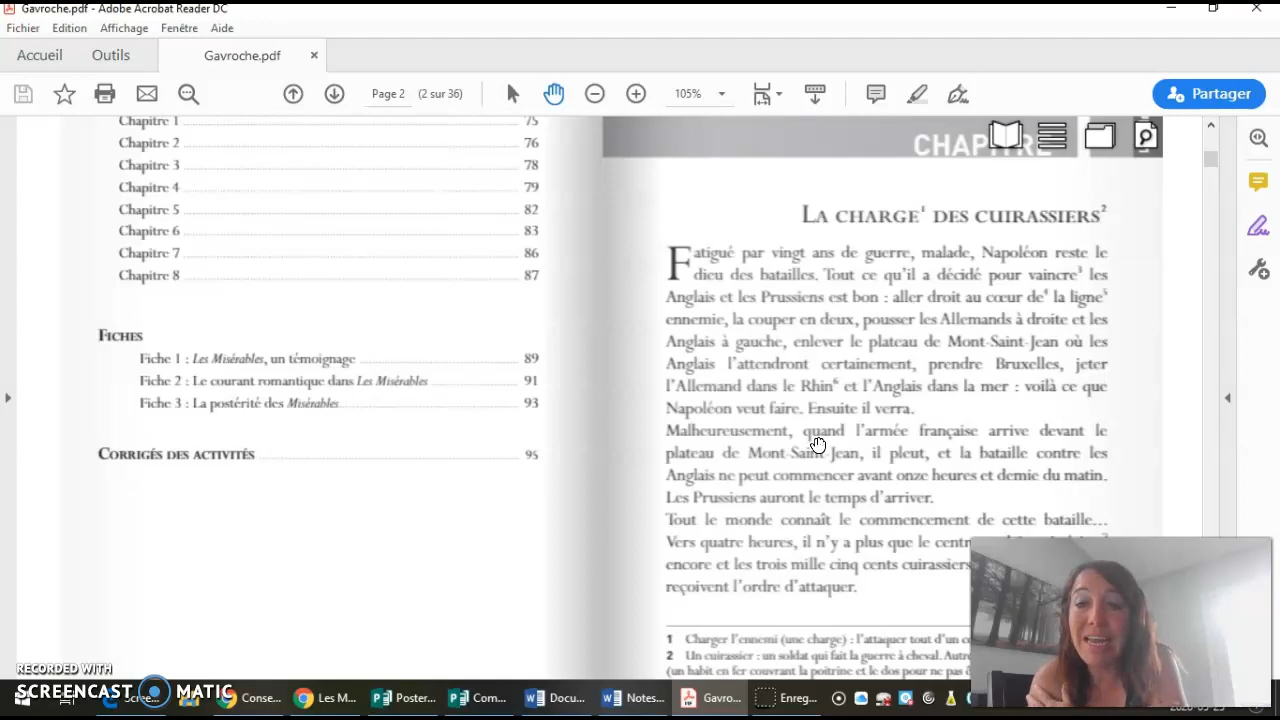 Gavroche.pdf - Adobe Acrobat Reader DC
Fichier Edition Affichage Fenêtre Aide
Accueil Outils Gavroche.pdf ×
Page 2 (2 sur 36) 105% Partager
Chapitre 1 75
Chapitre 2 76
Chapitre 3 78
Chapitre 4 79
Chapitre 5 82
Chapitre 6 83
Chapitre 7 86
Chapitre 8 87
FICHES
Fiche 1 : Les Misérables, un témoignage 89
Fiche 2 : Le courant romantique dans Les Misérables 91
Fiche 3 : La postérité des Misérables 93
CORRIGÉS DES ACTIVITÉS 95
CHAPITRE
LA CHARGE¹ DES CUIRASSIERS²
Fatigué par vingt ans de guerre, malade, Napoléon reste le
dieu des batailles. Tout ce qu'il a décidé pour vaincre³ les
Anglais et les Prussiens est bon : aller droit au cœur de⁴ la ligne⁵
ennemie, la couper en deux, pousser les Allemands à droite et les
Anglais à gauche, enlever le plateau de Mont-Saint-Jean où les
Anglais l'attendront certainement, prendre Bruxelles, jeter
l'Allemand dans le Rhin⁶ et l'Anglais dans la mer : voilà ce que
Napoléon veut faire. Ensuite il verra.
Malheureusement, quand l'armée française arrive devant le
plateau de Mont-Saint-Jean, il pleut, et la bataille contre les
Anglais ne peut commencer avant onze heures et demie du matin.
Les Prussiens auront le temps d'arriver.
Tout le monde connaît le commencement de cette bataille...
Vers quatre heures, il n'y a plus que le centr
encore et les trois mille cinq cents cuirassiers
reçoivent l'ordre d'attaquer.
1 Charger l'ennemi (une charge) : l'attaquer tout d'un c
2 Un cuirassier : un soldat qui fait la guerre à cheval. Autre
(un habit en fer couvrant la poitrine et le dos pour ne pas
RECORDED WITH
SCREENCAST MATIC
Scree... Conse... Les M... Poster... Com... Docu... Notes... Gavro... Enreg...